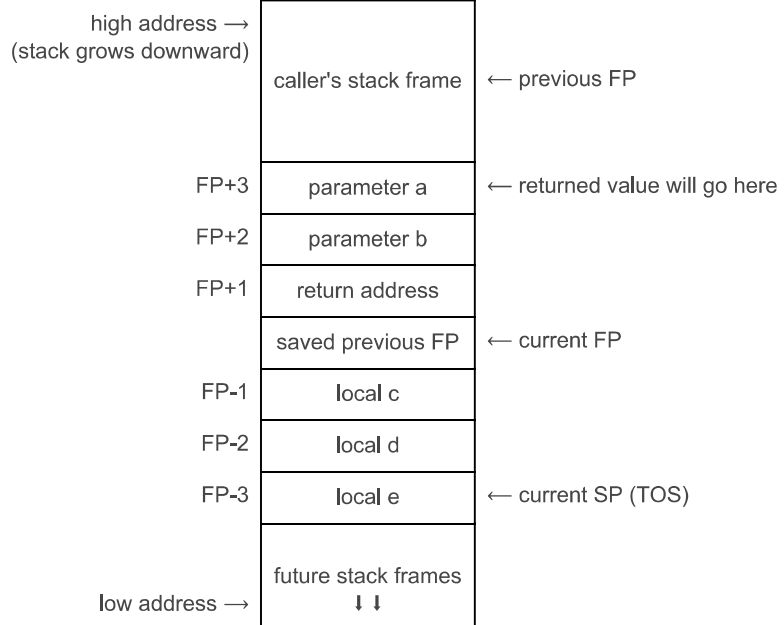 high address →
(stack grows downward)
caller's stack frame
← previous FP
FP+3
parameter a
← returned value will go here
FP+2
parameter b
FP+1
return address
saved previous FP
← current FP
FP-1
local c
FP-2
local d
FP-3
local e
← current SP (TOS)
future stack frames
low address →
⬇ ⬇